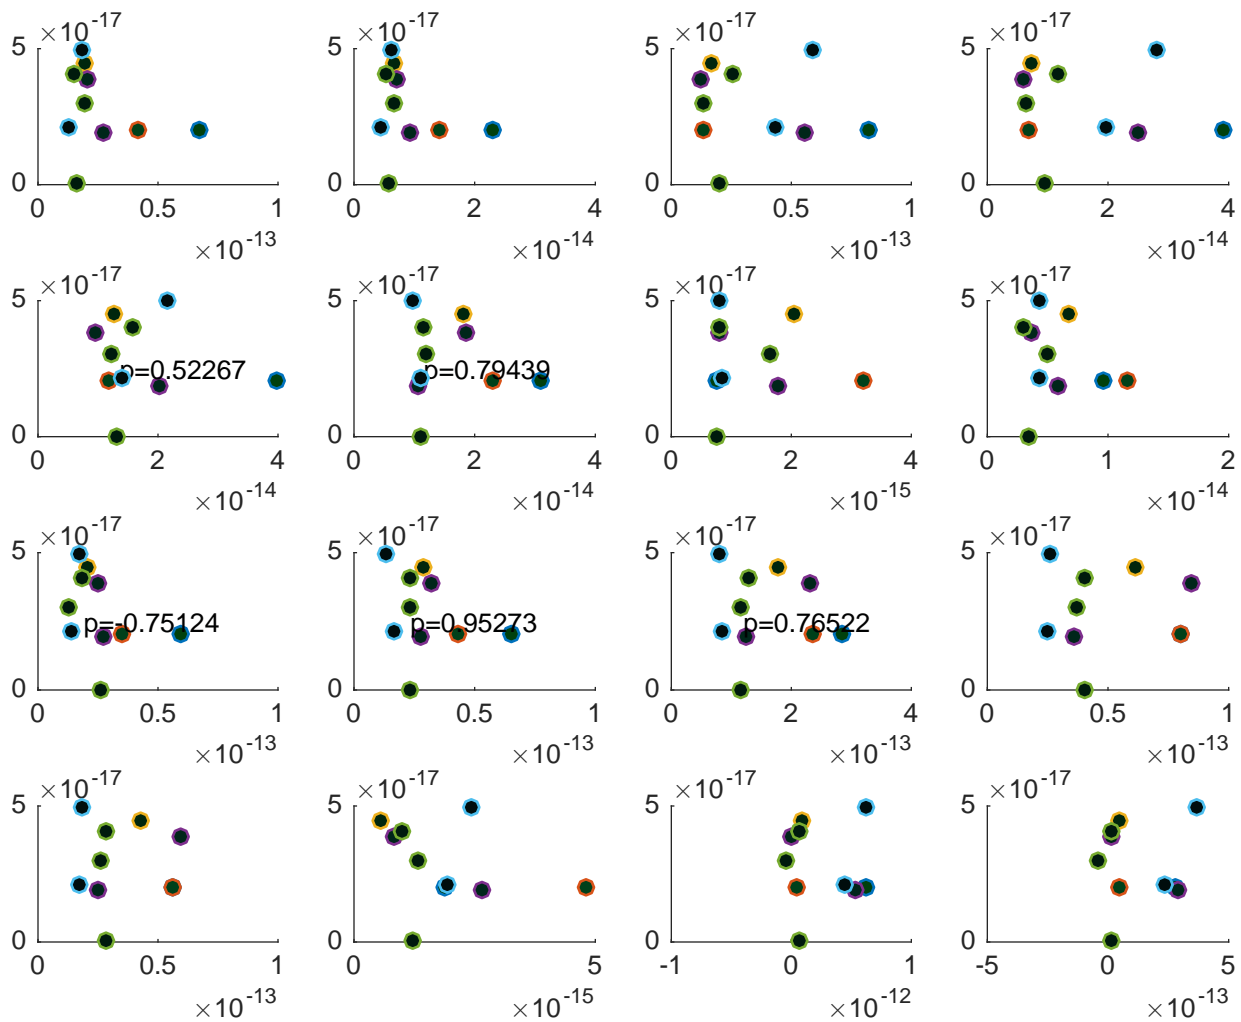 ×10-17 ×10-17 ×10-17 ×10-17
5 5 5 5
0 0 0 0
0 0.5 1 0 2 4 0 0.5 1 0 2 4
×10-13 ×10-14 ×10-13 ×10-14
×10-17 ×10-17 ×10-17 ×10-17
5 5 5 5
p=0.52267 p=0.79439
0 0 0 0
0 2 4 0 2 4 0 2 4 0 1 2
×10-14 ×10-14 ×10-15 ×10-14
×10-17 ×10-17 ×10-17 ×10-17
5 5 5 5
p=-0.75124 p=0.95273 p=0.76522
0 0 0 0
0 0.5 1 0 0.5 1 0 2 4 0 0.5 1
×10-13 ×10-13 ×10-13 ×10-13
×10-17 ×10-17 ×10-17 ×10-17
5 5 5 5
0 0 0 0
0 0.5 1 0 5 -1 0 1 -5 0 5
×10-13 ×10-15 ×10-12 ×10-13